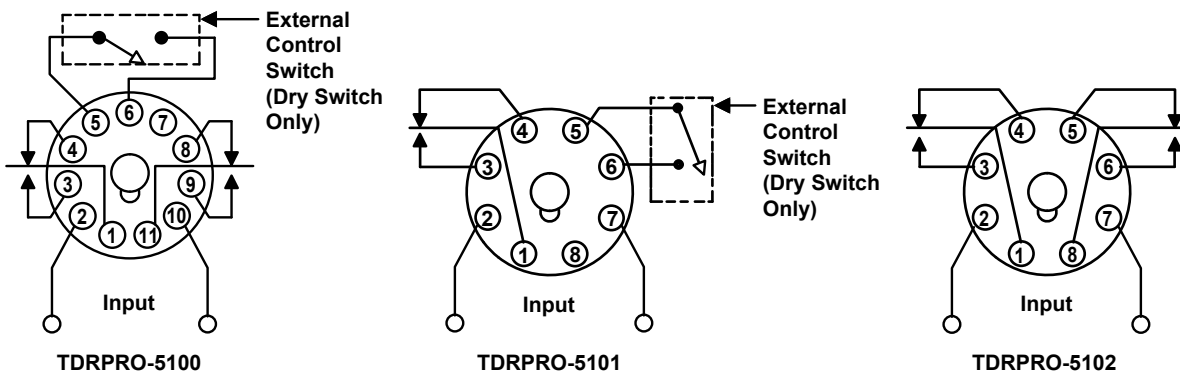 External
Control
Switch
(Dry Switch
Only)
6
5
7
4
8
3
9
2
10
1
11
Input
TDRPRO-5100
External
Control
Switch
(Dry Switch
Only)
4
5
3
6
2
7
1
8
Input
TDRPRO-5101
4
5
3
6
2
7
1
8
Input
TDRPRO-5102